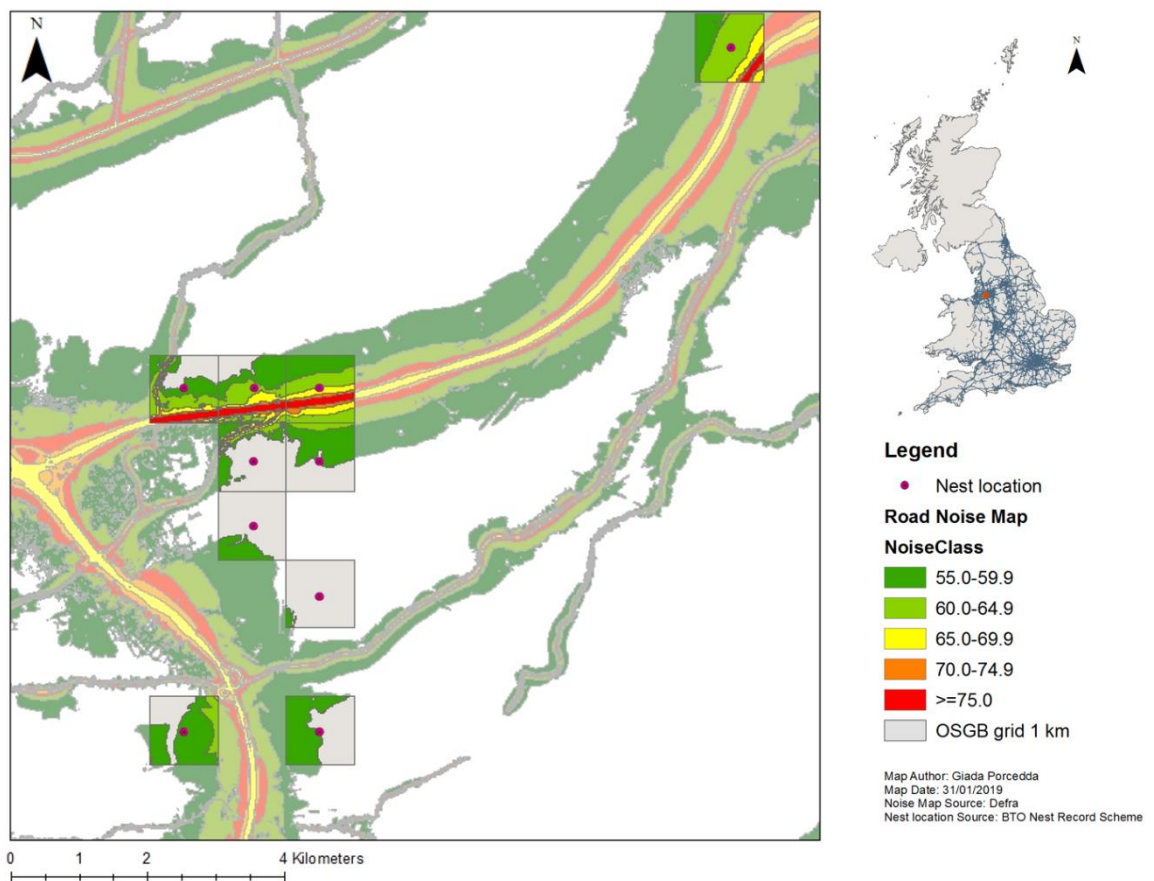 N
N
Legend
Nest location
Road Noise Map
NoiseClass
55.0-59.9
60.0-64.9
65.0-69.9
70.0-74.9
>=75.0
OSGB grid 1 km
Map Author: Giada Porcedda
Map Date: 31/01/2019
Noise Map Source: Defra
Nest location Source: BTO Nest Record Scheme
0 1 2 4 Kilometers